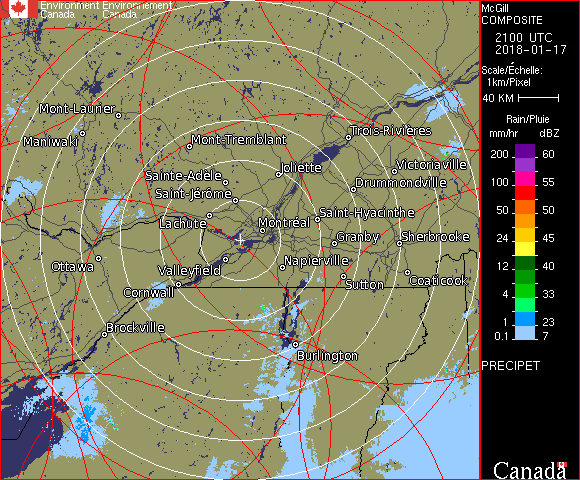 Environment Environnement
Canada Canada
McGill
COMPOSITE
2100 UTC
2018-01-17
Scale/Échelle:
1km/Pixel
40 KM
Rain/Pluie
mm/hr dBZ
200 60
155 55
100 55
50 50
24 45
12 40
4 33
1 23
0.1 7
PRECIPET
Canada
Mont-Laurier
Maniwaki
Mont-Tremblant
Trois-Rivières
Sainte-Adèle
Joliette
Victoriaville
Saint-Jérôme
Drummondville
Lachute
Montréal
Saint-Hyacinthe
Granby
Sherbrooke
Ottawa
Valleyfield
Napierville
Cornwall
Sutton
Coaticook
Brockville
Burlington